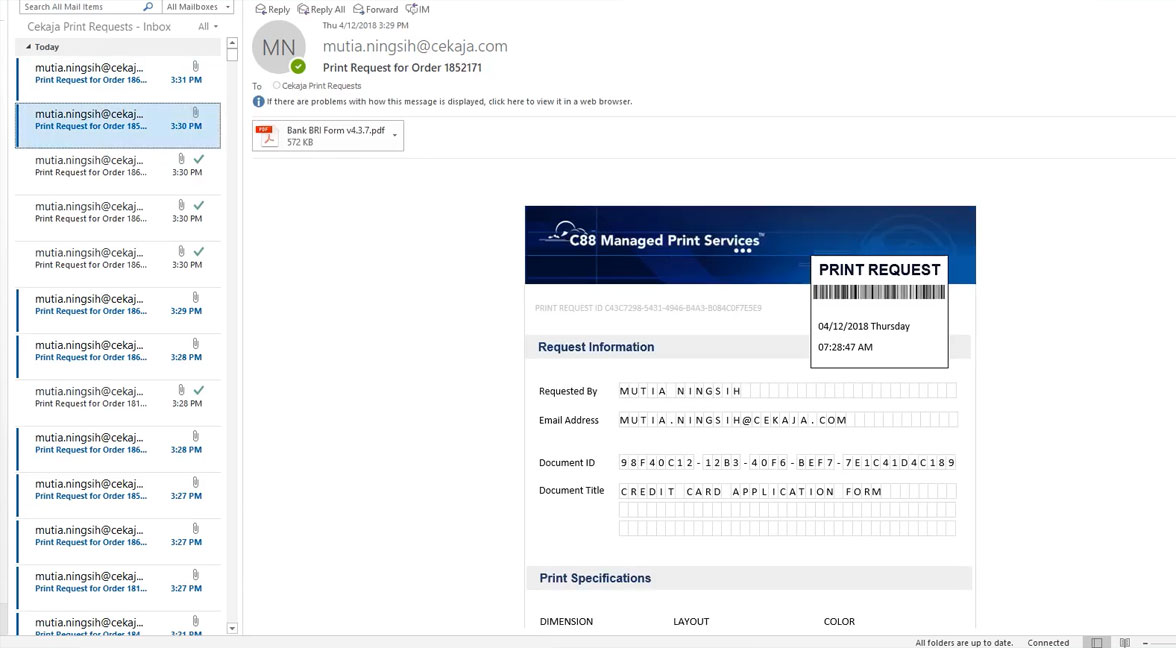 Search All Mail Items
All Mailboxes
Cekaja Print Requests - Inbox
All
Today
mutia.ningsih@cekaj...
Print Request for Order 186...
3:31 PM
mutia.ningsih@cekaj...
Print Request for Order 185...
3:30 PM
mutia.ningsih@cekaj...
Print Request for Order 186...
3:30 PM
mutia.ningsih@cekaj...
Print Request for Order 186...
3:30 PM
mutia.ningsih@cekaj...
Print Request for Order 186...
3:30 PM
mutia.ningsih@cekaj...
Print Request for Order 186...
3:29 PM
mutia.ningsih@cekaj...
Print Request for Order 186...
3:28 PM
mutia.ningsih@cekaj...
Print Request for Order 181...
3:28 PM
mutia.ningsih@cekaj...
Print Request for Order 186...
3:28 PM
mutia.ningsih@cekaj...
Print Request for Order 185...
3:27 PM
mutia.ningsih@cekaj...
Print Request for Order 186...
3:27 PM
mutia.ningsih@cekaj...
Print Request for Order 181...
3:27 PM
mutia.ningsih@cekaj...
Print Request for Order 184...
3:21 PM
Reply Reply All Forward IM
Thu 4/12/2018 3:29 PM
MN
mutia.ningsih@cekaja.com
Print Request for Order 1852171
To Cekaja Print Requests
If there are problems with how this message is displayed, click here to view it in a web browser.
PDF
Bank BRI Form v4.3.7.pdf
572 KB
C88 Managed Print Services™
PRINT REQUEST
04/12/2018 Thursday
07:28:47 AM
PRINT REQUEST ID C43C7298-5431-4946-B4A3-B084C0F7E5E9
Request Information
Requested By MUTIA NINGSIH
Email Address MUTIA.NINGSIH@CEKAJA.COM
Document ID 98F40C12-12B3-40F6-BEF7-7E1C41D4C189
Document Title CREDIT CARD APPLICATION FORM
Print Specifications
DIMENSION LAYOUT COLOR
All folders are up to date. Connected